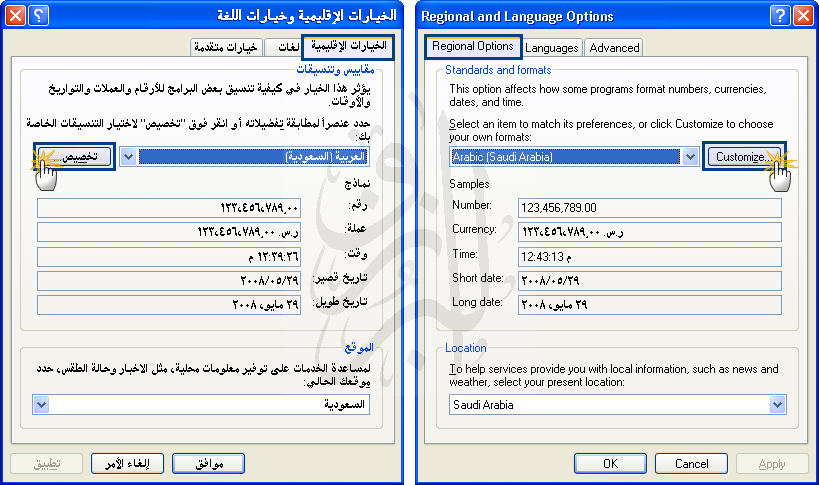 الخيارات الإقليمية وخيارات اللغة
الخيارات الإقليمية
لغات
خيارات متقدمة
مقاييس وتنسيقات
يؤثر هذا الخيار في كيفية تنسيق بعض البرامج للأرقام والعملات والتواريخ
والأوقات.
حدد عنصراً لمطابقة تفضيلاته أو انقر فوق "تخصيص" لاختيار التنسيقات الخاصة
بك:
العربية (السعودية)
تخصيص...
نماذج
رقم: ١٢٣،٤٥٦،٧٨٩,٠٠
عملة: ر.س. ١٢٣،٤٥٦،٧٨٩,٠٠
وقت: ١٢:٣٩:٢٦ م
تاريخ قصير: ٢٠٠٨/٠٥/٢٩
تاريخ طويل: ٢٩ مايو، ٢٠٠٨
الموقع
لمساعدة الخدمات على توفير معلومات محلية، مثل الاخبار وحالة الطقس، حدد
موقعك الحالي:
السعودية
موافق
إلغاء الأمر
تطبيق
Regional and Language Options
Regional Options
Languages
Advanced
Standards and formats
This option affects how some programs format numbers, currencies,
dates, and time.
Select an item to match its preferences, or click Customize to choose
your own formats:
Arabic (Saudi Arabia)
Customize...
Samples
Number: 123,456,789.00
Currency: ر.س. ١٢٣،٤٥٦،٧٨٩,٠٠
Time: 12:43:13 م
Short date: ٢٠٠٨/٠٥/٢٩
Long date: ٢٩ مايو، ٢٠٠٨
Location
To help services provide you with local information, such as news and
weather, select your present location:
Saudi Arabia
OK
Cancel
Apply